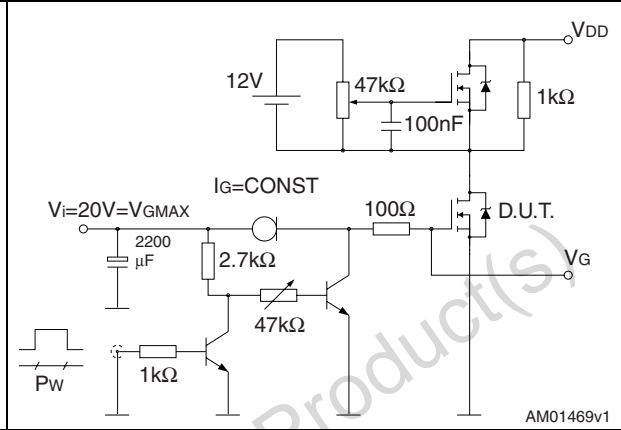 VDD
12V
47kΩ
1kΩ
100nF
IG=CONST
Vi=20V=VGMAX
100Ω
D.U.T.
2200
μF
2.7kΩ
VG
47kΩ
1kΩ
PW
Product(s)
AM01469v1